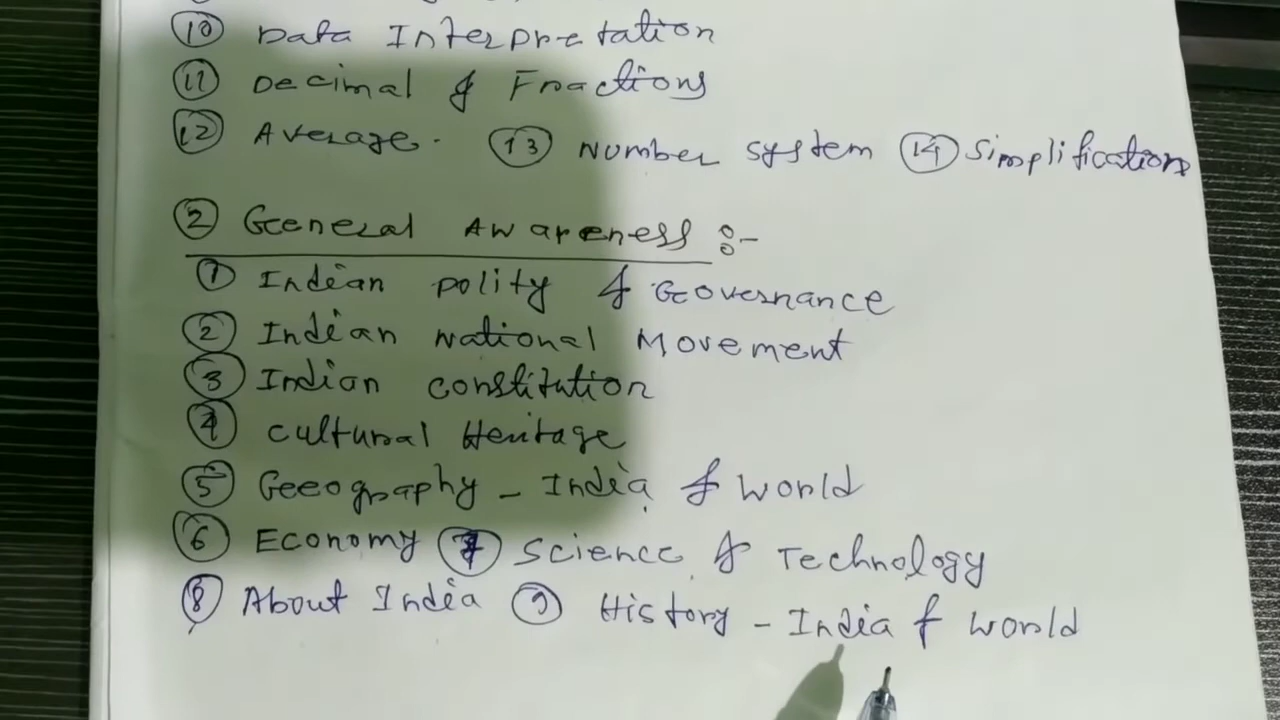 10 Data Interpretation
11 Decimal & Fractions
12 Average. 13 Number system 14 Simplification
2 General Awareness :-
1 Indian polity & Governance
2 Indian National Movement
3 Indian constitution
4 Cultural Heritage
5 Geeography - India & World
6 Economy 7 Science & Technology
8 About India 9 History - India & World